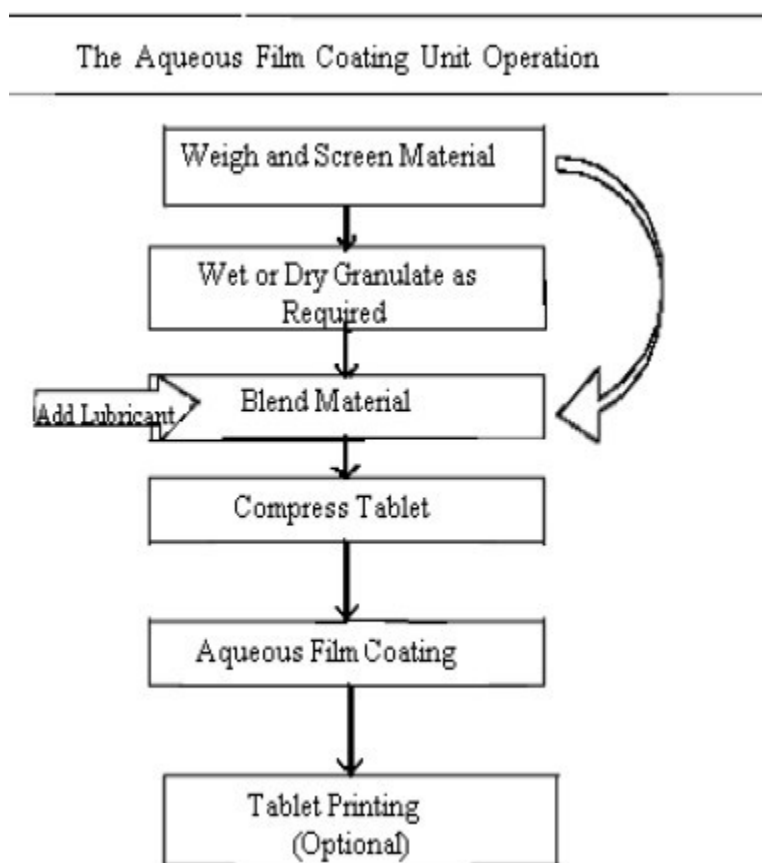 The Aqueous Film Coating Unit Operation
Weigh and Screen Material
Wet or Dry Granulate as
Required
Add Lubricant
Blend Material
Compress Tablet
Aqueous Film Coating
Tablet Printing
(Optional)